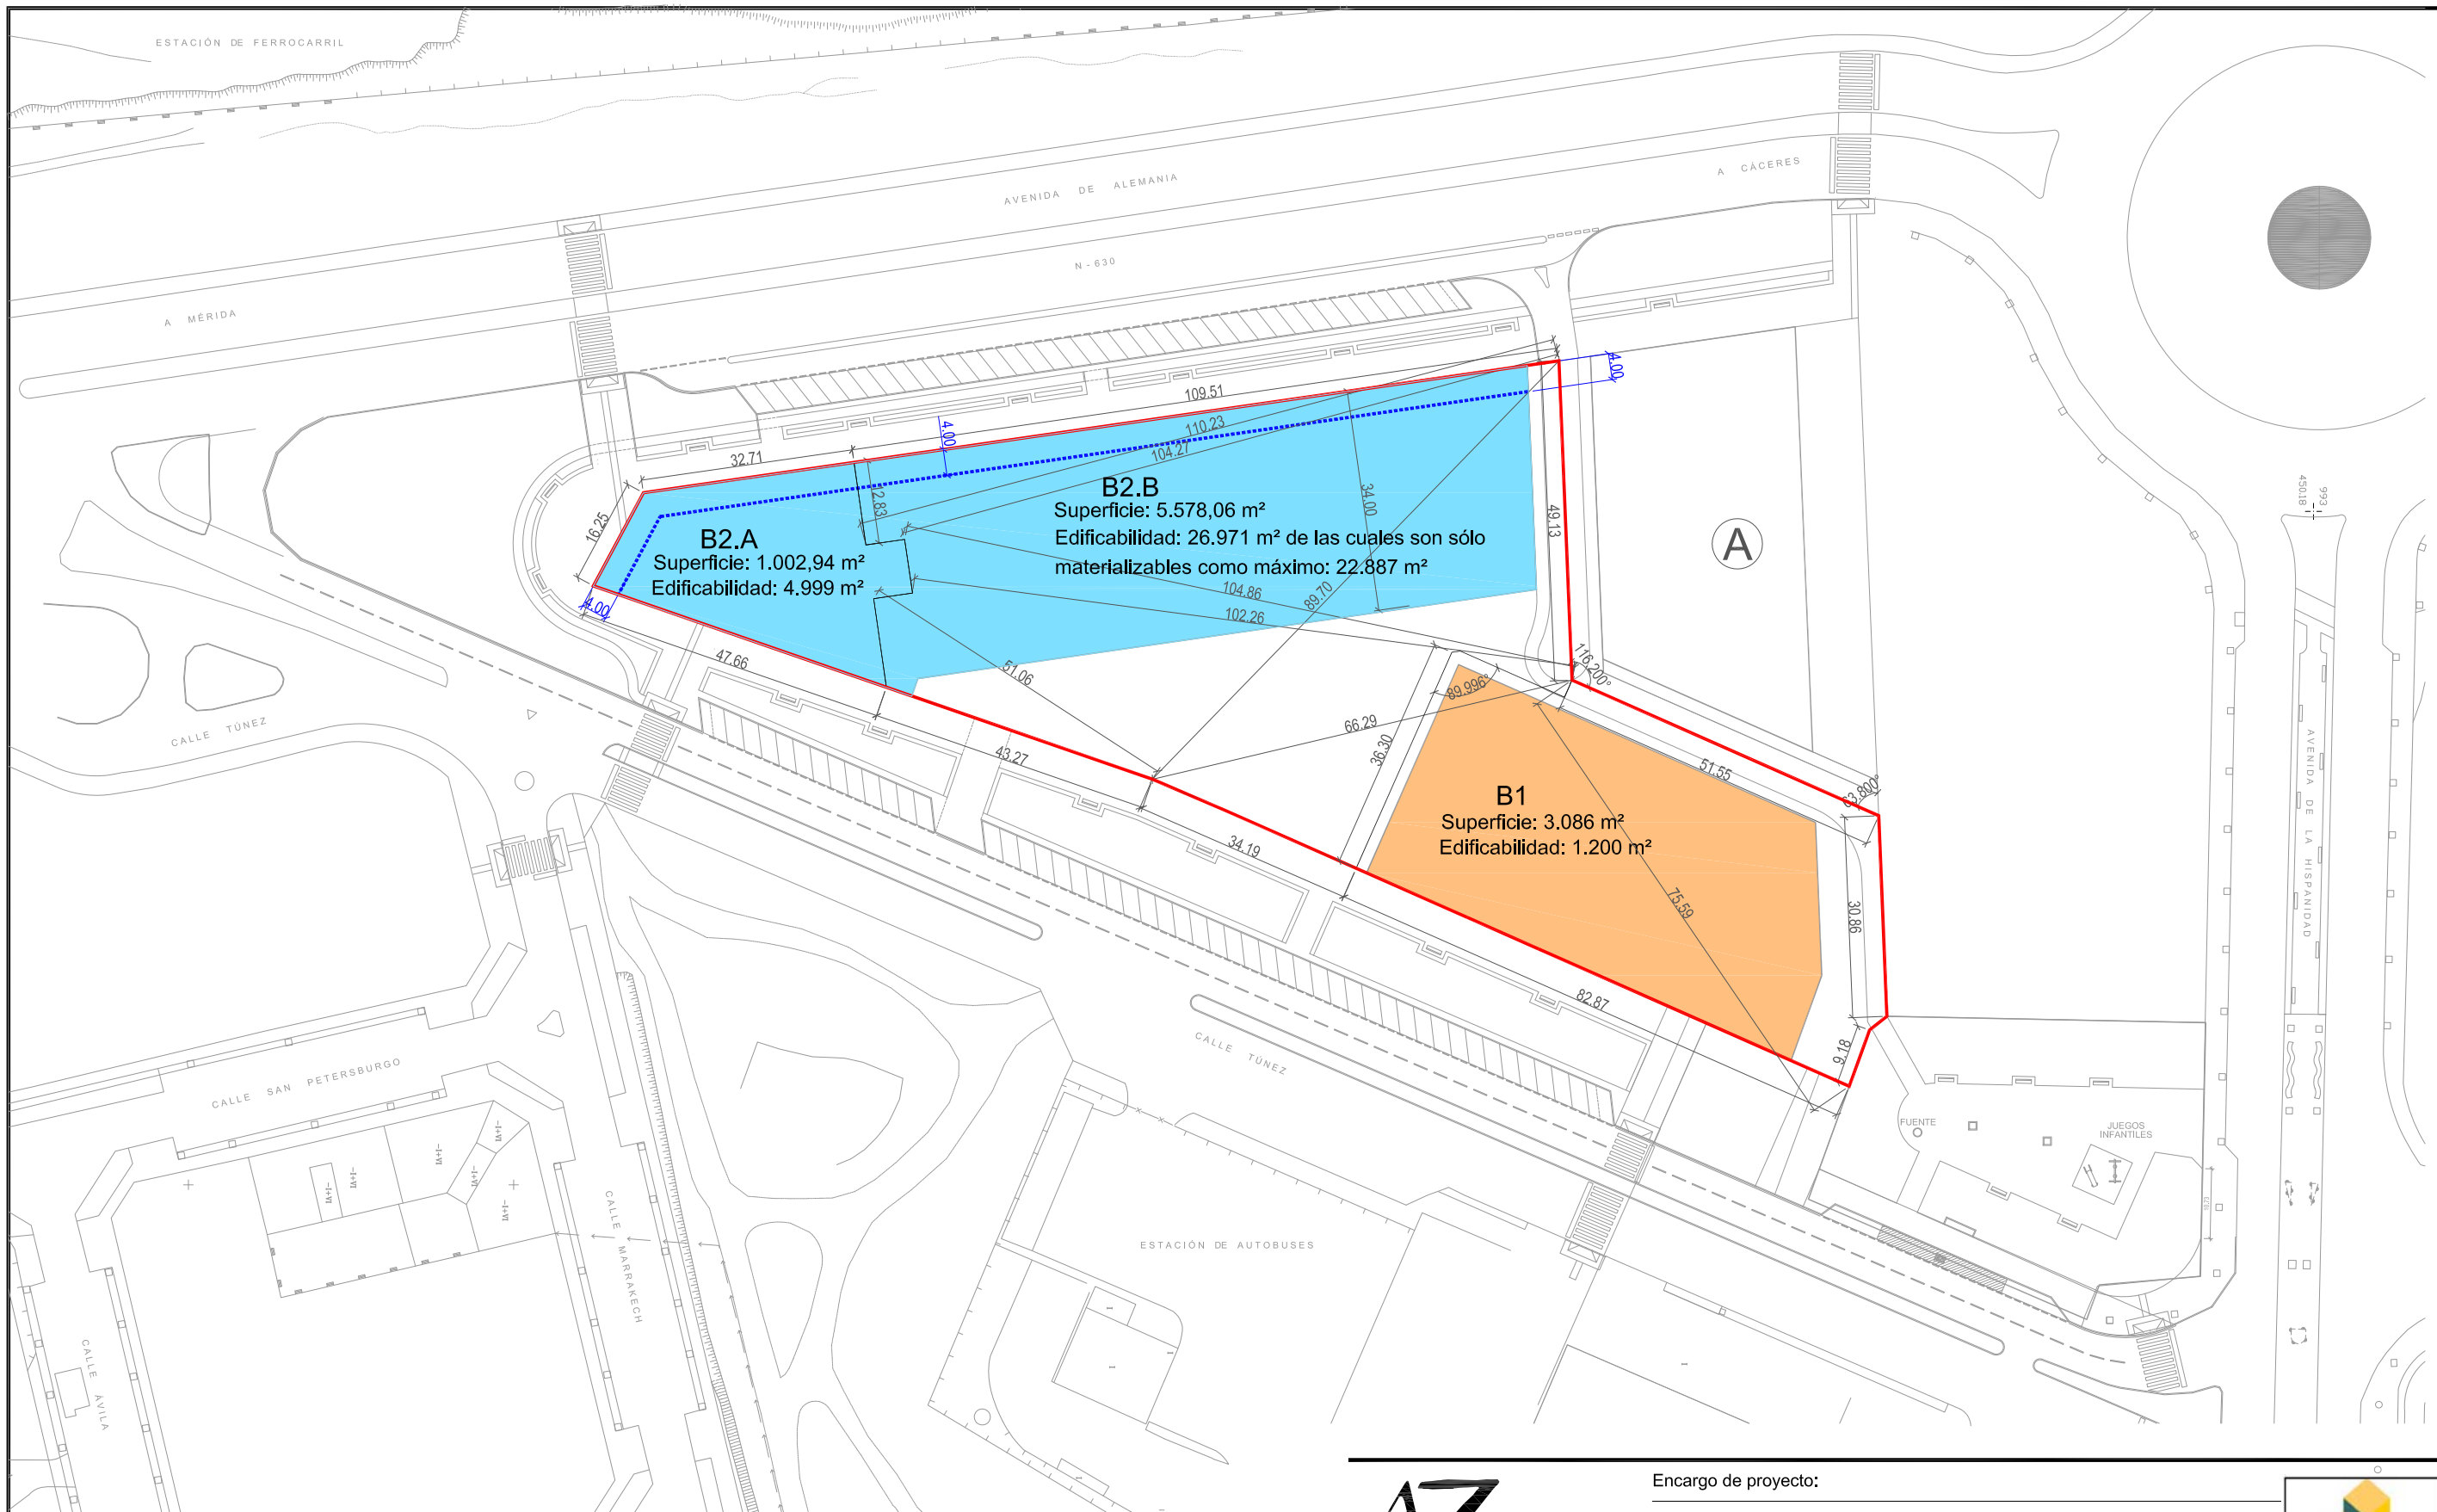 ESTACIÓN DE FERROCARRIL
A CÁCERES
AVENIDA DE ALEMANIA
N - 630
A MÉRIDA
4.00
109.51
110.23
104.27
4.00
32.71
12.83
34.00
49.13
16.25
450.18
993
B2.A
Superficie: 1.002,94 m²
Edificabilidad: 4.999 m²
B2.B
Superficie: 5.578,06 m²
Edificabilidad: 26.971 m² de las cuales son sólo
materializables como máximo: 22.887 m²
A
4.00
104.86
89.70
102.26
47.66
51.06
116.200°
89.996°
66.29
36.30
43.27
51.55
63.800°
CALLE TÚNEZ
AVENIDA DE LA HISPANIDAD
B1
Superficie: 3.086 m²
Edificabilidad: 1.200 m²
34.19
75.59
30.86
82.87
9.18
CALLE TÚNEZ
CALLE SAN PETERSBURGO
FUENTE
JUEGOS
INFANTILES
CALLE MARRAKECH
ESTACIÓN DE AUTOBUSES
CALLE ÁVILA
AZ
Encargo de proyecto: